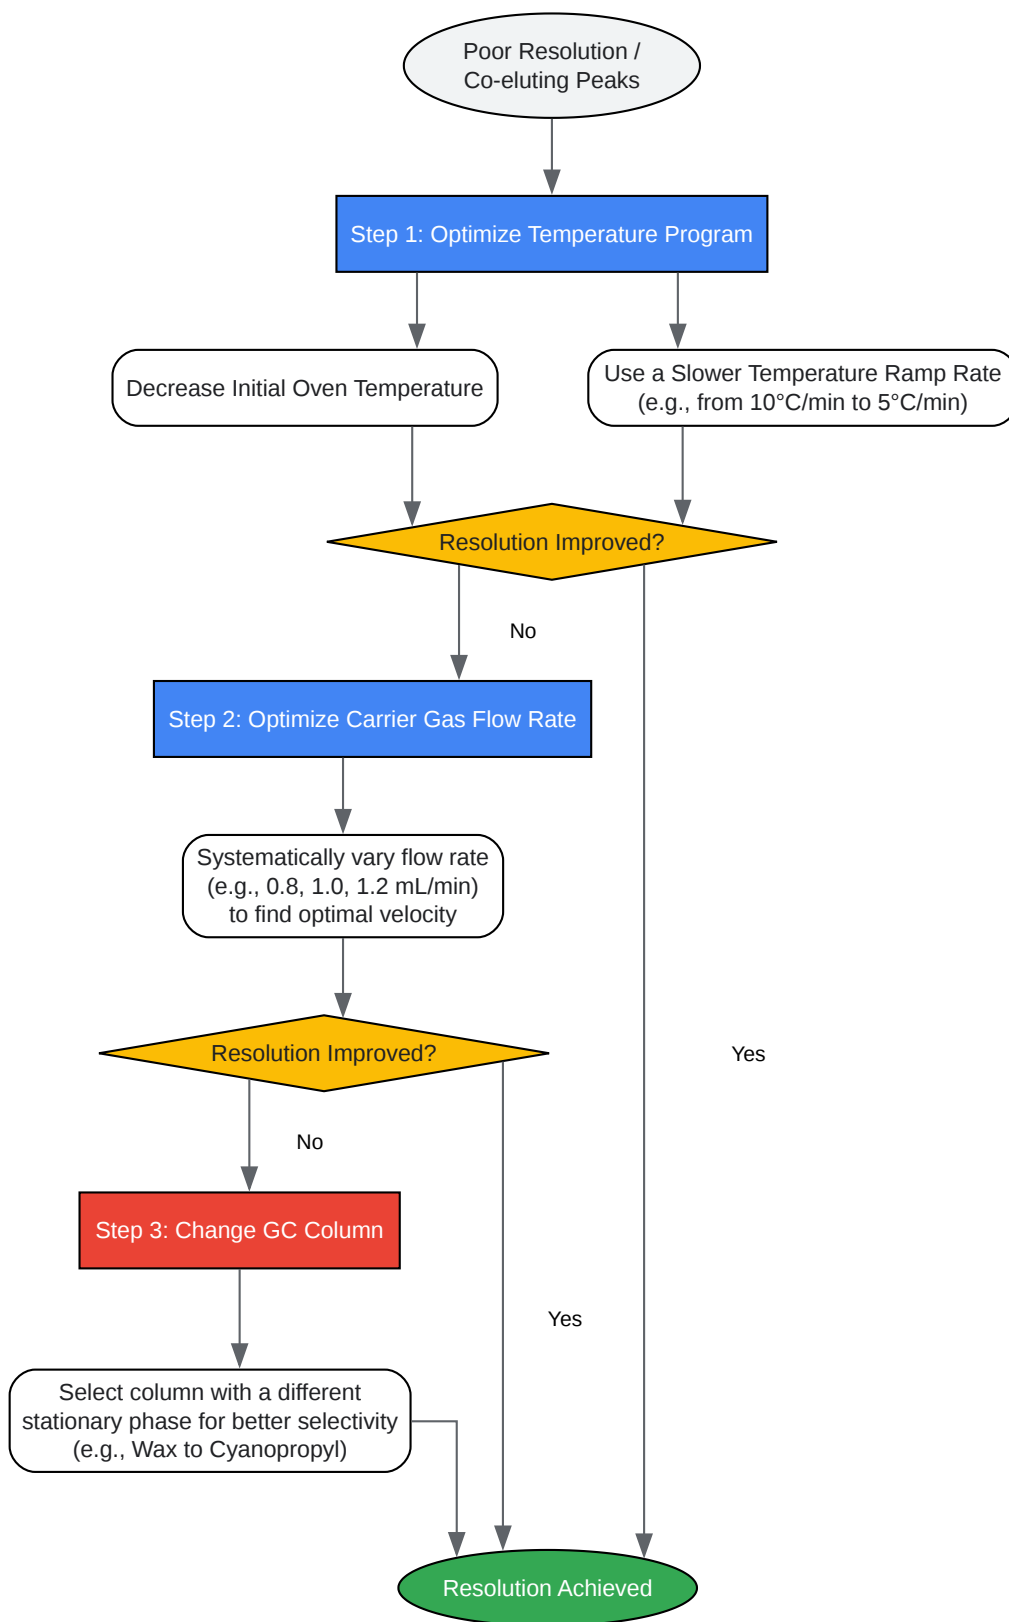 Poor Resolution /
Co-eluting Peaks
Step 1: Optimize Temperature Program
Decrease Initial Oven Temperature
Use a Slower Temperature Ramp Rate
(e.g., from 10°C/min to 5°C/min)
Resolution Improved?
No
Step 2: Optimize Carrier Gas Flow Rate
Systematically vary flow rate
(e.g., 0.8, 1.0, 1.2 mL/min)
to find optimal velocity
Resolution Improved?
Yes
No
Step 3: Change GC Column
Yes
Select column with a different
stationary phase for better selectivity
(e.g., Wax to Cyanopropyl)
Resolution Achieved